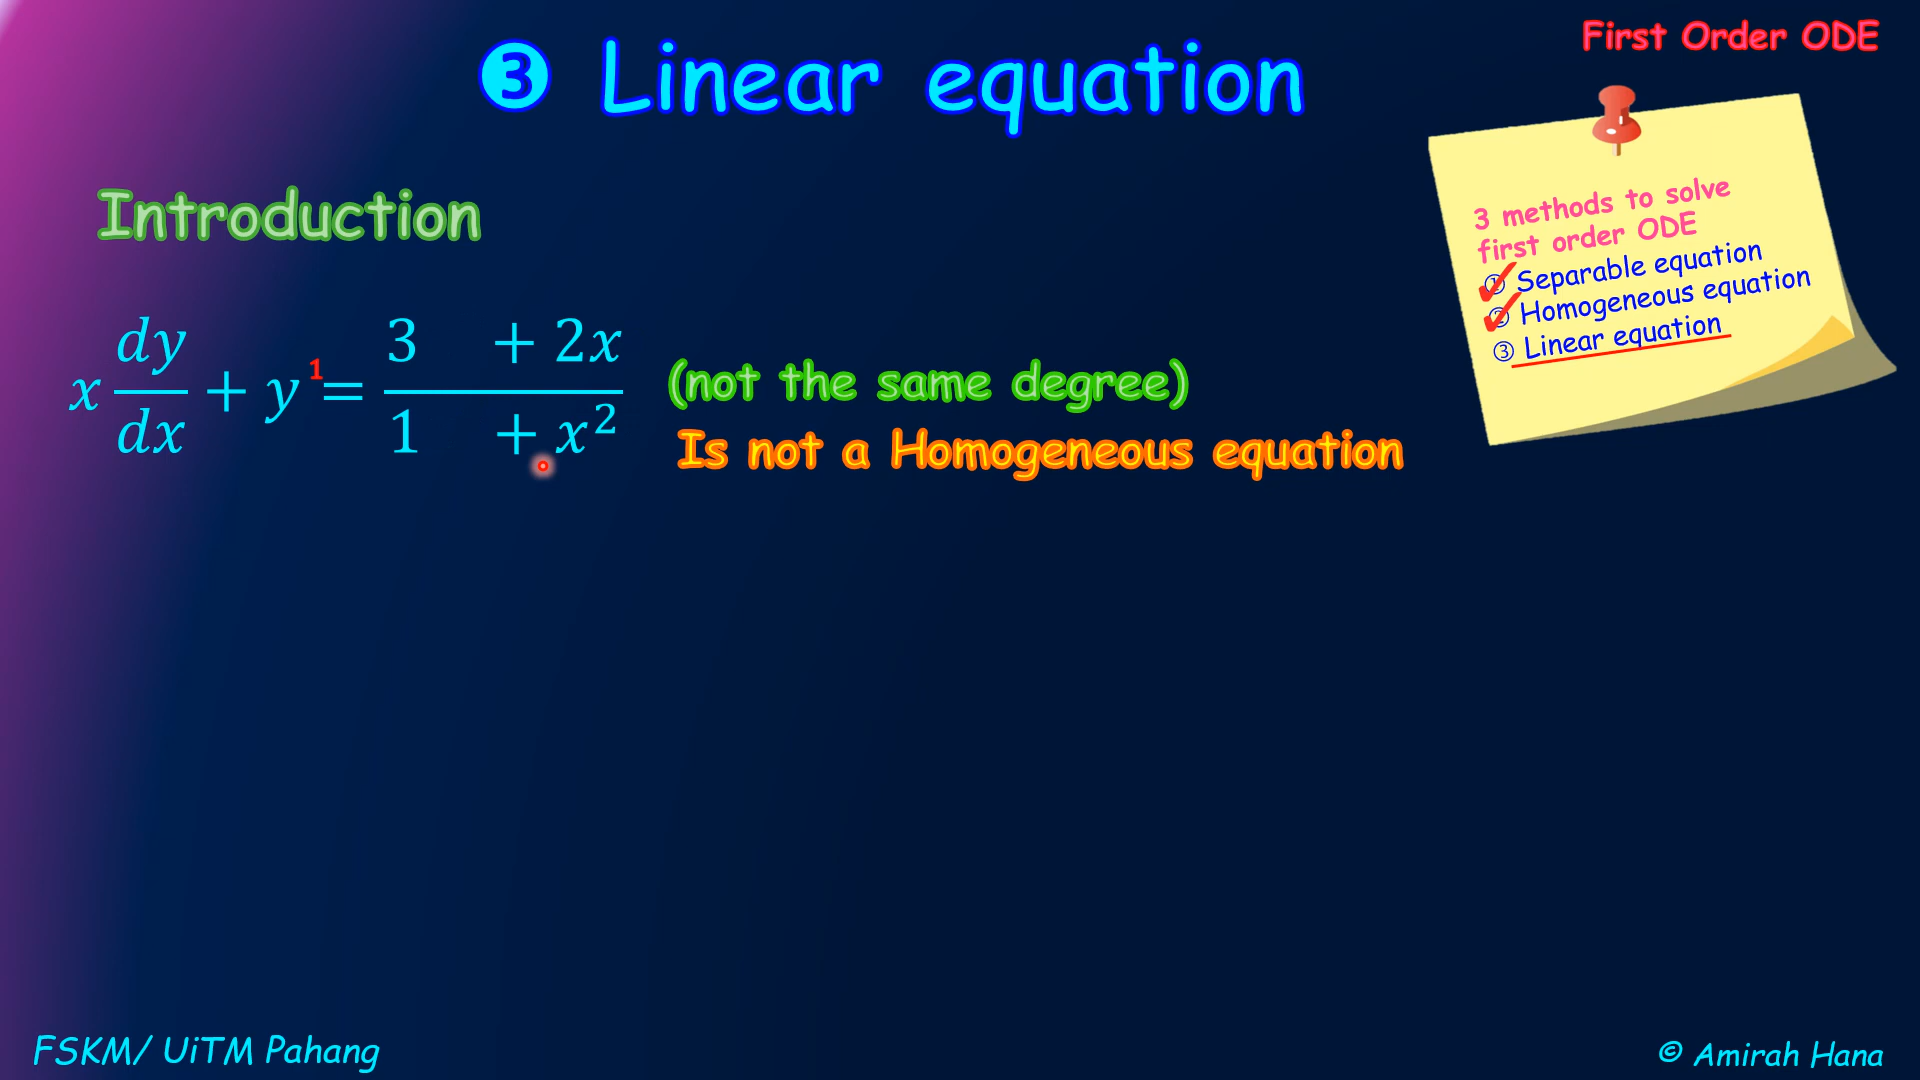 First Order ODE
❸ Linear equation
Introduction
3 methods to solve
first order ODE
① Separable equation
② Homogeneous equation
③ Linear equation
x dy/dx + y¹ = (3 + 2x)/(1 + x²)
(not the same degree)
Is not a Homogeneous equation
FSKM/ UiTM Pahang
© Amirah Hana